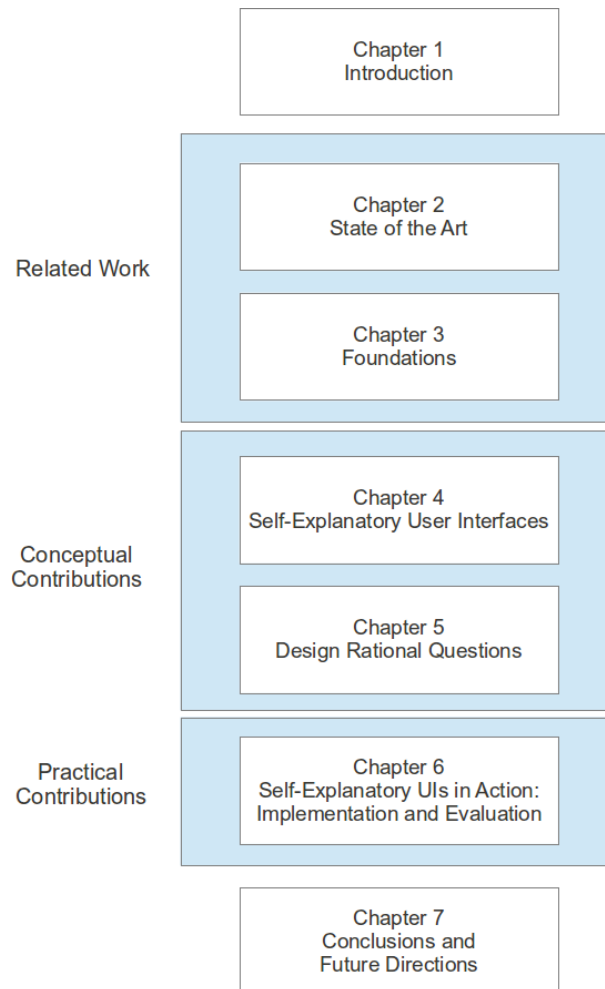 Chapter 1
Introduction
Related Work
Chapter 2
State of the Art
Chapter 3
Foundations
Conceptual
Contributions
Chapter 4
Self-Explanatory User Interfaces
Chapter 5
Design Rational Questions
Practical
Contributions
Chapter 6
Self-Explanatory UIs in Action:
Implementation and Evaluation
Chapter 7
Conclusions and
Future Directions